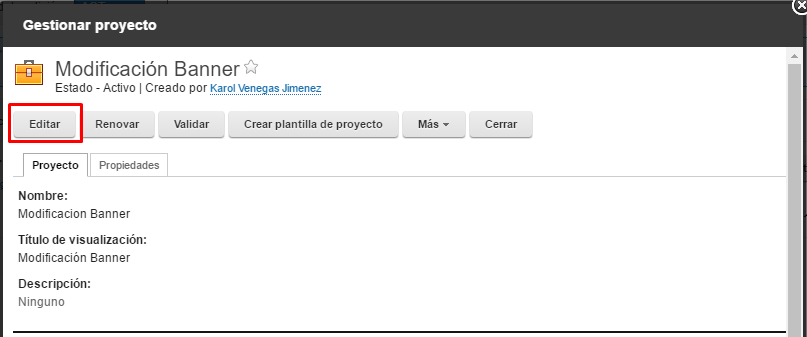 Gestionar proyecto
Modificación Banner
Estado - Activo | Creado por Karol Venegas Jimenez
Editar Renovar Validar Crear plantilla de proyecto Más Cerrar
Proyecto Propiedades
Nombre:
Modificacion Banner
Título de visualización:
Modificación Banner
Descripción:
Ninguno